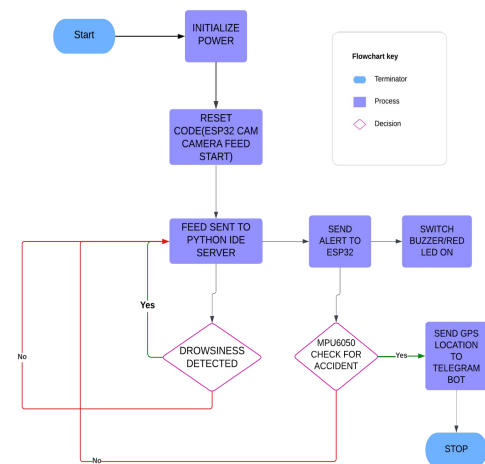 Start
INITIALIZE
POWER
Flowchart key
Terminator
Process
Decision
RESET
CODE(ESP32 CAM
CAMERA FEED
START)
FEED SENT TO
PYTHON IDE
SERVER
SEND
ALERT TO
ESP32
SWITCH
BUZZER/RED
LED ON
Yes
No
DROWSINESS
DETECTED
MPU6050
CHECK FOR
ACCIDENT
Yes
SEND GPS
LOCATION
TO
TELEGRAM
BOT
No
STOP